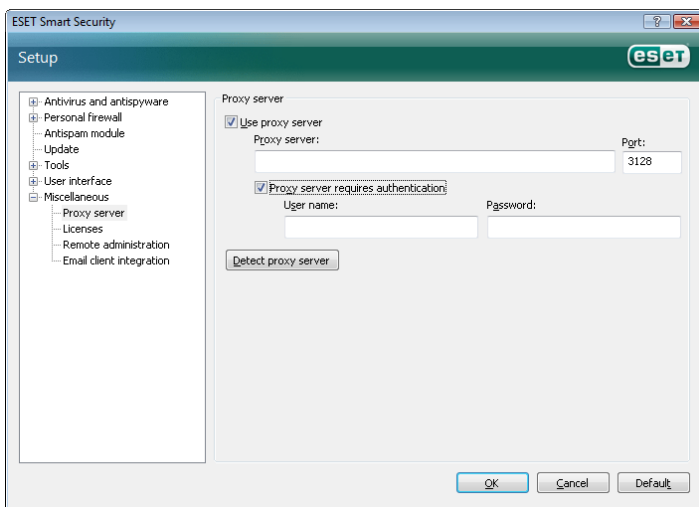 ESET Smart Security
Setup
eset
Antivirus and antispyware
Personal firewall
Antispam module
Update
Tools
User interface
Miscellaneous
Proxy server
Licenses
Remote administration
Email client integration
Proxy server
Use proxy server
Proxy server:
Port:
3128
Proxy server requires authentication
User name:
Password:
Detect proxy server
OK
Cancel
Default